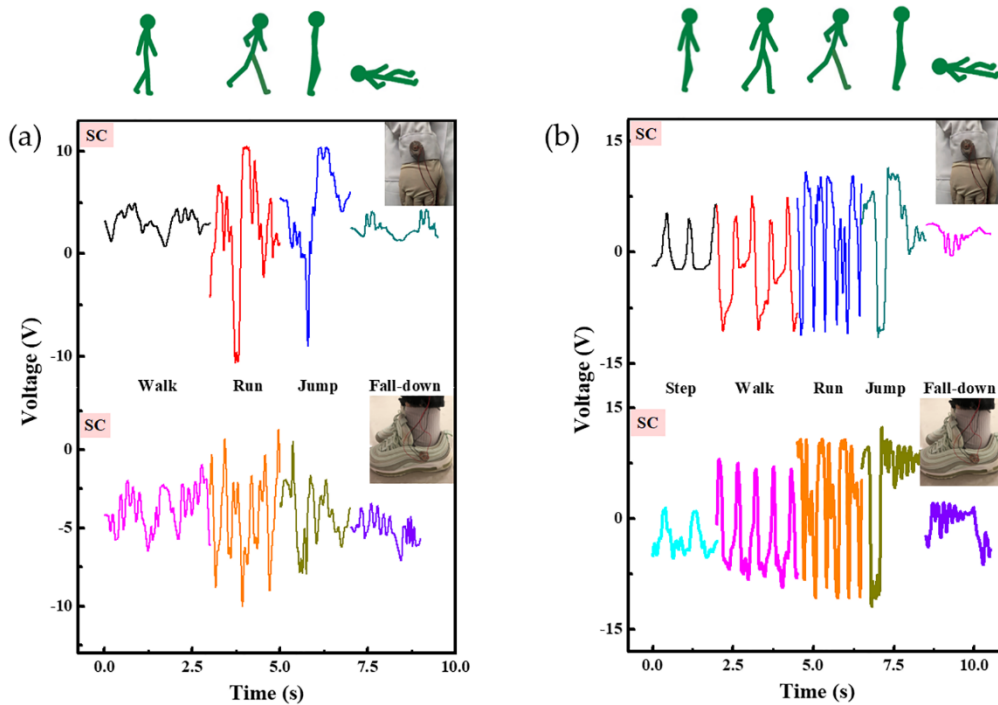 (a)
SC
10
0
-10
Walk Run Jump Fall-down
Voltage (V)
SC
0
-5
-10
0.0 2.5 5.0 7.5 10.0
Time (s)
(b)
15
SC
0
-15
Step Walk Run Jump Fall-down
Voltage (V)
15
SC
0
-15
0.0 2.5 5.0 7.5 10.0
Time (s)